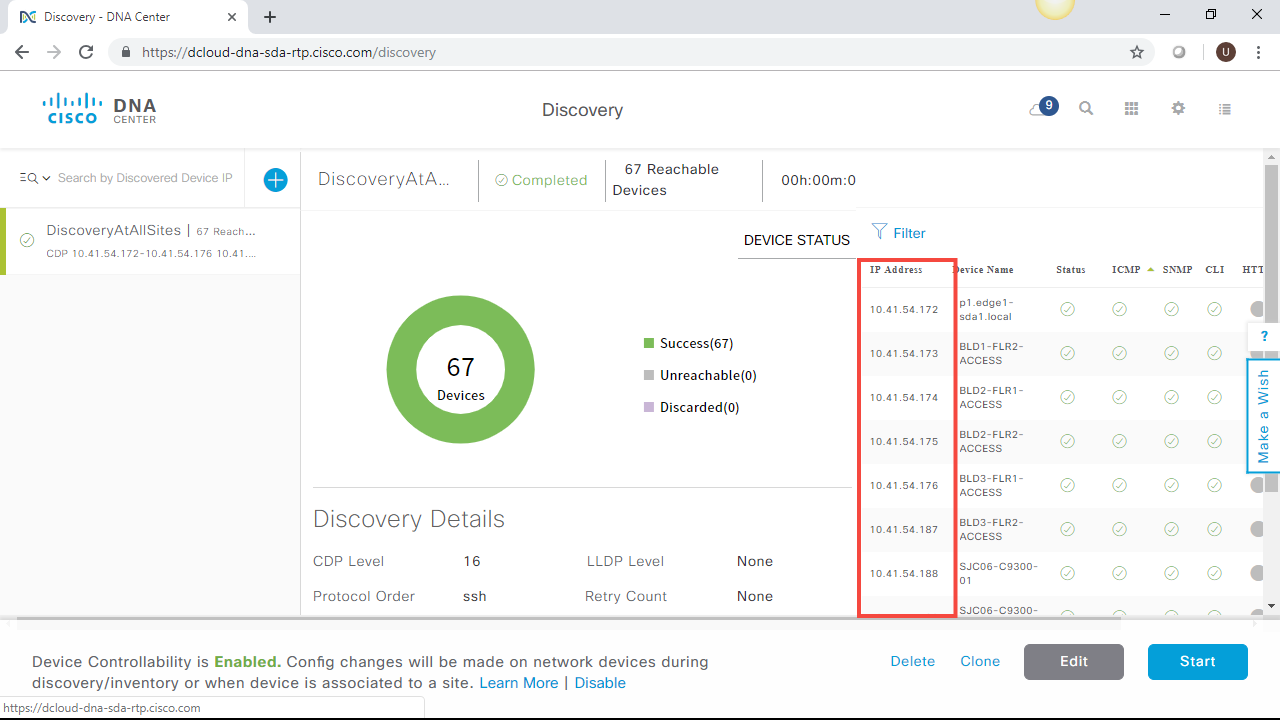 Discovery - DNA Center
https://dcloud-dna-sda-rtp.cisco.com/discovery
U
CISCO
DNA
CENTER
Discovery
9
Search by Discovered Device IP
DiscoveryAtAllSites | 67 Reach...
CDP 10.41.54.172-10.41.54.176 10.41....
DiscoveryAtA...
Completed
67 Reachable
Devices
00h:00m:0
DEVICE STATUS
67
Devices
Success(67)
Unreachable(0)
Discarded(0)
Discovery Details
CDP Level 16 LLDP Level None
Protocol Order ssh Retry Count None
Filter
IP Address Device Name Status ICMP SNMP CLI HTT
10.41.54.172 p1.edge1-
sda1.local
10.41.54.173 BLD1-FLR2-
ACCESS
10.41.54.174 BLD2-FLR1-
ACCESS
10.41.54.175 BLD2-FLR2-
ACCESS
10.41.54.176 BLD3-FLR1-
ACCESS
10.41.54.187 BLD3-FLR2-
ACCESS
10.41.54.188 SJC06-C9300-
01
SJC06-C9300-
?
Make a Wish
Device Controllability is Enabled. Config changes will be made on network devices during
discovery/inventory or when device is associated to a site. Learn More | Disable
Delete
Clone
Edit
Start
https://dcloud-dna-sda-rtp.cisco.com